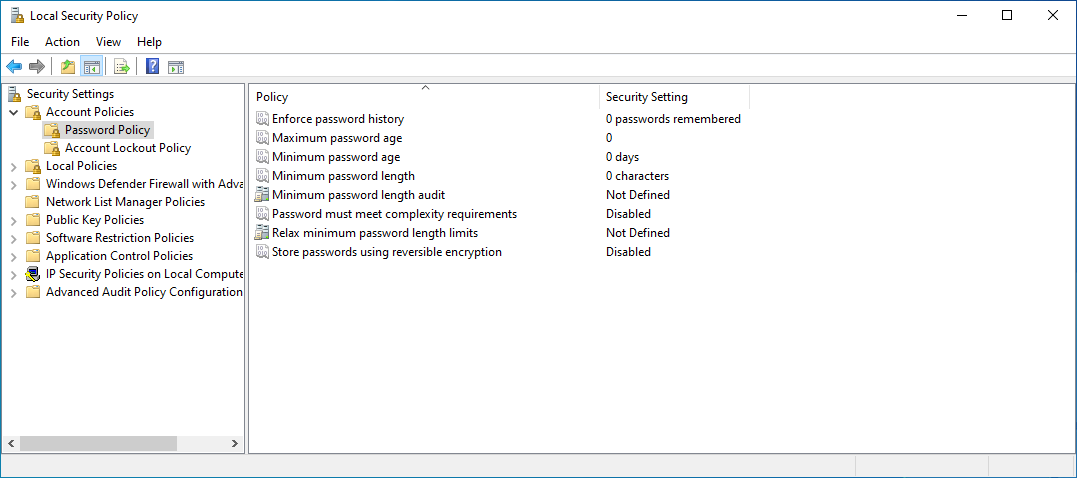 Local Security Policy
File Action View Help
Security Settings
Account Policies
Password Policy
Account Lockout Policy
Local Policies
Windows Defender Firewall with Adva
Network List Manager Policies
Public Key Policies
Software Restriction Policies
Application Control Policies
IP Security Policies on Local Compute
Advanced Audit Policy Configuration
Policy Security Setting
Enforce password history 0 passwords remembered
Maximum password age 0
Minimum password age 0 days
Minimum password length 0 characters
Minimum password length audit Not Defined
Password must meet complexity requirements Disabled
Relax minimum password length limits Not Defined
Store passwords using reversible encryption Disabled